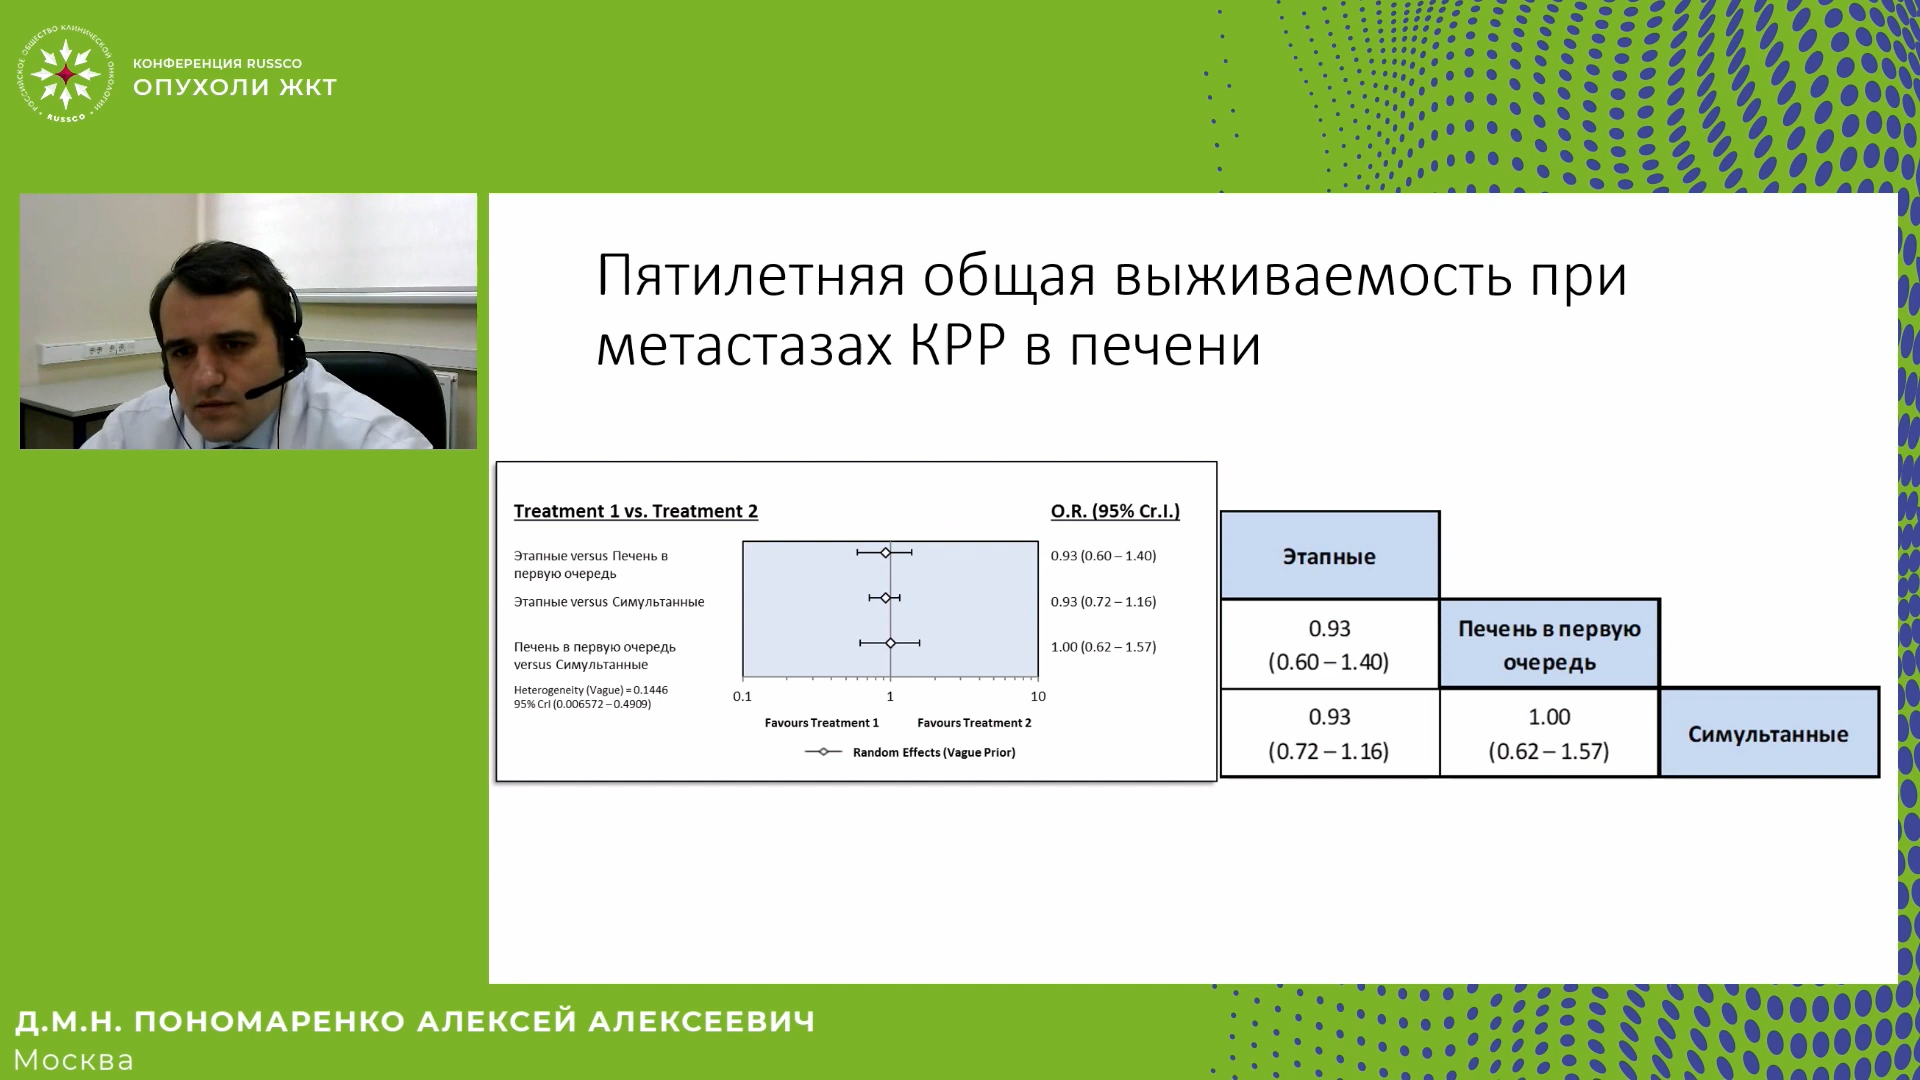 РОССИЙСКОЕ ОБЩЕСТВО КЛИНИЧЕСКОЙ ОНКОЛОГИИ
• RUSSCO •
КОНФЕРЕНЦИЯ RUSSCO
ОПУХОЛИ ЖКТ
Пятилетняя общая выживаемость при
метастазах КРР в печени
Treatment 1 vs. Treatment 2
O.R. (95% Cr.I.)
Этапные versus Печень в
первую очередь
0.93 (0.60 – 1.40)
Этапные versus Симультанные
0.93 (0.72 – 1.16)
Печень в первую очередь
versus Симультанные
1.00 (0.62 – 1.57)
Heterogeneity (Vague) = 0.1446
95% CrI (0.006572 – 0.4909)
0.1 1 10
Favours Treatment 1 Favours Treatment 2
Random Effects (Vague Prior)
Этапные
0.93
(0.60 – 1.40)
Печень в первую
очередь
0.93
(0.72 – 1.16)
1.00
(0.62 – 1.57)
Симультанные
Д.М.Н. ПОНОМАРЕНКО АЛЕКСЕЙ АЛЕКСЕЕВИЧ
Москва